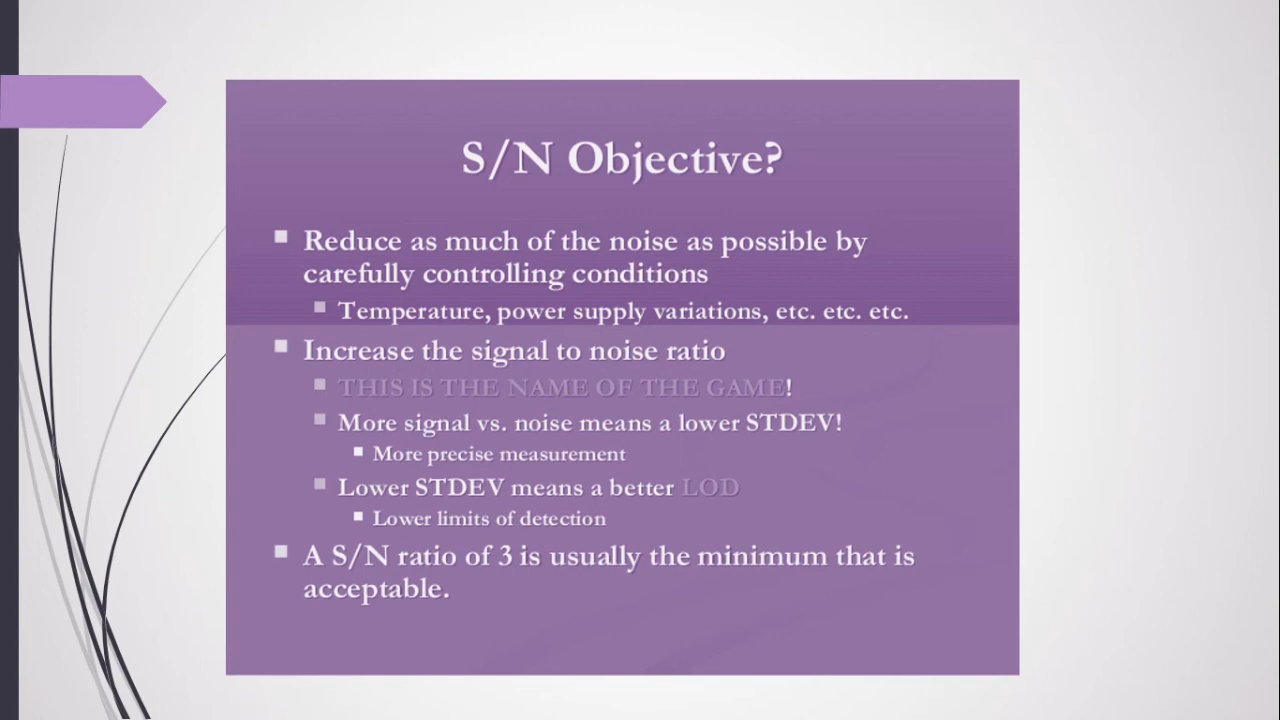 S/N Objective?
Reduce as much of the noise as possible by
carefully controlling conditions
Temperature, power supply variations, etc. etc. etc.
Increase the signal to noise ratio
THIS IS THE NAME OF THE GAME!
More signal vs. noise means a lower STDEV!
More precise measurement
Lower STDEV means a better LOD
Lower limits of detection
A S/N ratio of 3 is usually the minimum that is
acceptable.